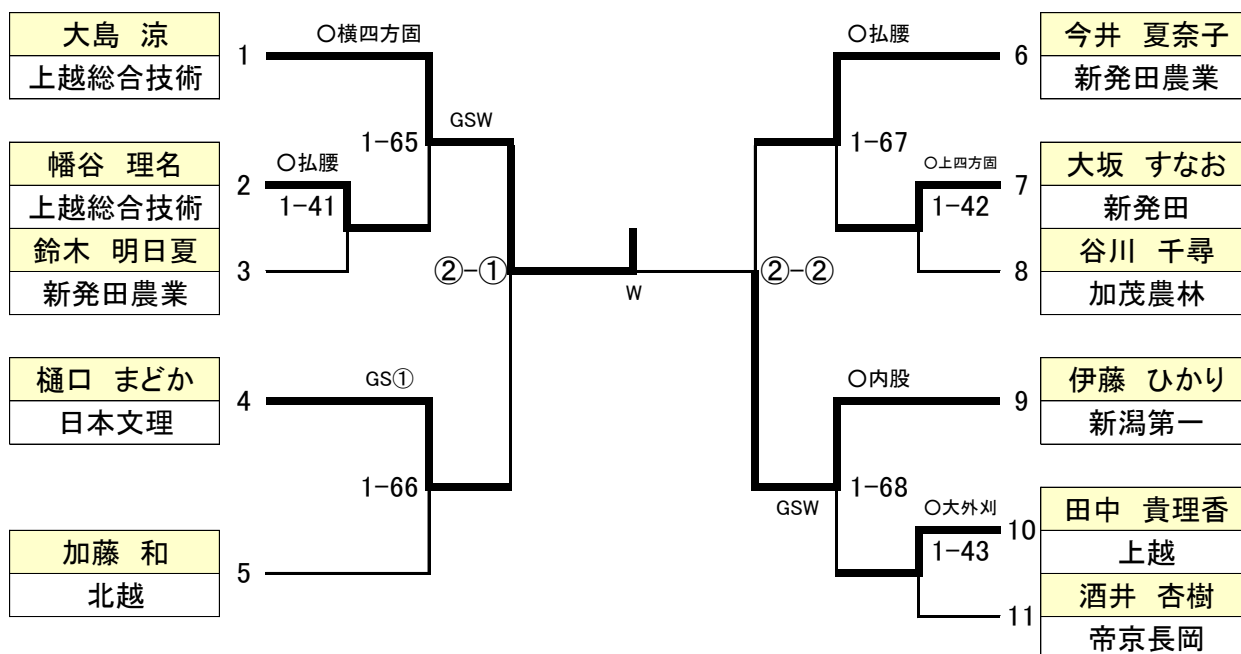 大島 涼
上越総合技術
1
○横四方固
幡谷 理名
上越総合技術
2
○払腰
1-41
鈴木 明日夏
新発田農業
3
1-65
GSW
②-①
樋口 まどか
日本文理
4
GS①
1-66
加藤 和
北越
5
W
○払腰
6
今井 夏奈子
新発田農業
1-67
○上四方固
7
大坂 すなお
新発田
1-42
8
谷川 千尋
加茂農林
②-②
○内股
9
伊藤 ひかり
新潟第一
GSW
1-68
○大外刈
10
田中 貴理香
上越
1-43
11
酒井 杏樹
帝京長岡